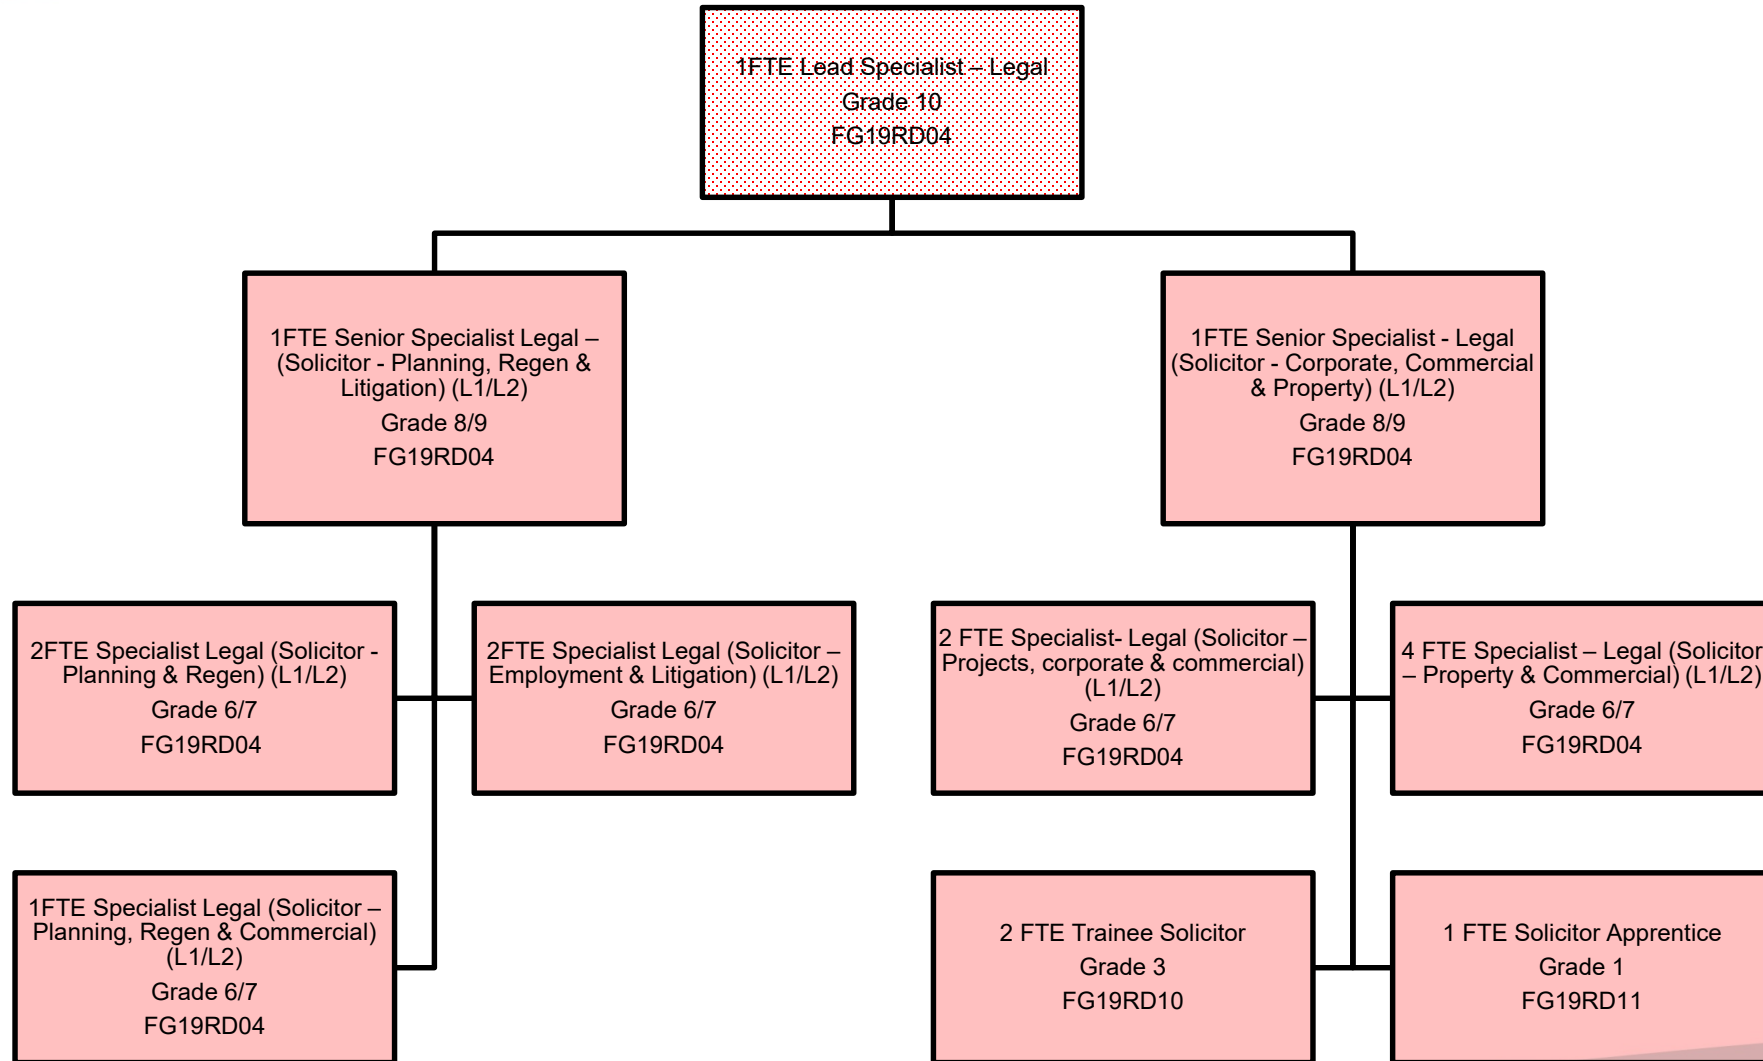 1FTE Lead Specialist – Legal
Grade 10
FG19RD04
1FTE Senior Specialist Legal –
(Solicitor - Planning, Regen &
Litigation) (L1/L2)
Grade 8/9
FG19RD04
1FTE Senior Specialist - Legal
(Solicitor - Corporate, Commercial
& Property) (L1/L2)
Grade 8/9
FG19RD04
2FTE Specialist Legal (Solicitor -
Planning & Regen) (L1/L2)
Grade 6/7
FG19RD04
2FTE Specialist Legal (Solicitor –
Employment & Litigation) (L1/L2)
Grade 6/7
FG19RD04
2 FTE Specialist- Legal (Solicitor –
Projects, corporate & commercial)
(L1/L2)
Grade 6/7
FG19RD04
4 FTE Specialist – Legal (Solicitor
– Property & Commercial) (L1/L2)
Grade 6/7
FG19RD04
1FTE Specialist Legal (Solicitor –
Planning, Regen & Commercial)
(L1/L2)
Grade 6/7
FG19RD04
2 FTE Trainee Solicitor
Grade 3
FG19RD10
1 FTE Solicitor Apprentice
Grade 1
FG19RD11